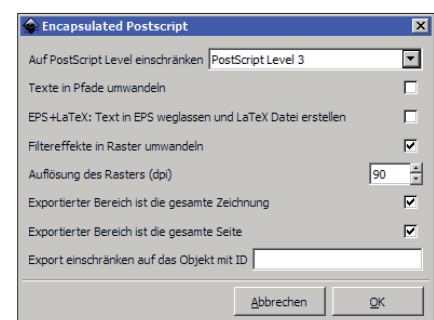 Encapsulated Postscript
Auf PostScript Level einschränken PostScript Level 3
Texte in Pfade umwandeln
EPS+LaTeX: Text in EPS weglassen und LaTeX Datei erstellen
Filtereffekte in Raster umwandeln
Auflösung des Rasters (dpi) 90
Exportierter Bereich ist die gesamte Zeichnung
Exportierter Bereich ist die gesamte Seite
Export einschränken auf das Objekt mit ID
Abbrechen OK